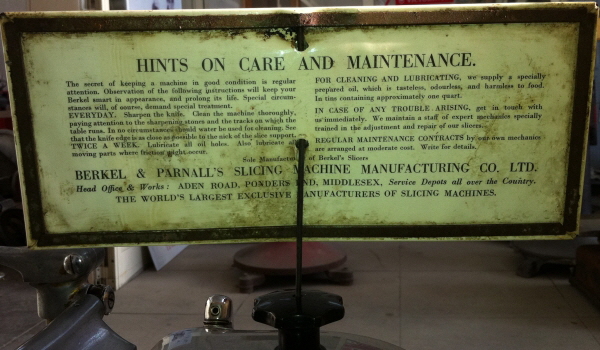 HINTS ON CARE AND MAINTENANCE.
The secret of keeping a machine in good condition is regular
attention. Observation of the following instructions will keep your
Berkel smart in appearance, and prolong its life. Special circum-
stances will, of course, demand special treatment.
EVERYDAY. Sharpen the knife. Clean the machine thoroughly,
paying attention to the sharpening stones and the tracks on which the
table runs. In no circumstances should water be used for cleaning. See
that the knife edge is as close as possible to the nick of the slice support.
TWICE A WEEK. Lubricate all oil holes. Also lubricate all
moving parts where friction might occur.
FOR CLEANING AND LUBRICATING, we supply a specially
prepared oil, which is tasteless, odourless, and harmless to food.
In tins containing approximately one quart.
IN CASE OF ANY TROUBLE ARISING, get in touch with
us immediately. We maintain a staff of expert mechanics specially
trained in the adjustment and repair of our slicers.
REGULAR MAINTENANCE CONTRACTS by our own mechanics
are arranged at moderate cost. Write for details.
Sole Manufacturers of Berkel's Slicers
BERKEL & PARNALL'S SLICING MACHINE MANUFACTURING CO. LTD.
Head Office & Works: ADEN ROAD, PONDERS END, MIDDLESEX, Service Depots all over the Country.
THE WORLD'S LARGEST EXCLUSIVE MANUFACTURERS OF SLICING MACHINES.